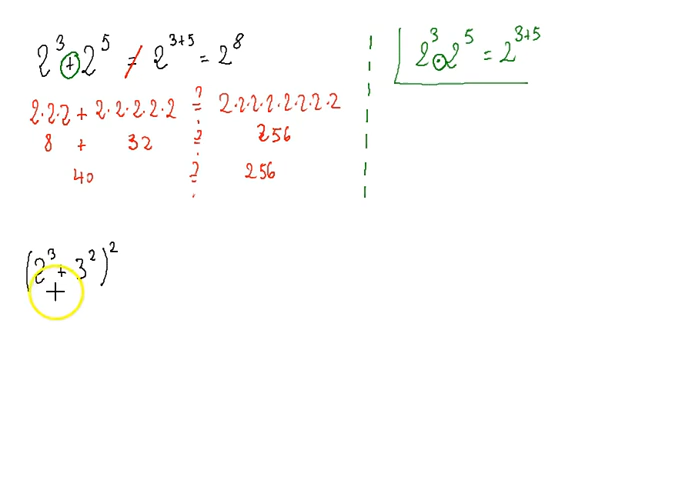 2³ + 2⁵ ≠ 2³⁺⁵ = 2⁸
2·2·2 + 2·2·2·2·2 ≟ 2·2·2·2·2·2·2·2
8 + 32 ≟ 256
40 ≟ 256
2³ · 2⁵ = 2³⁺⁵
(2³ + 3²)²